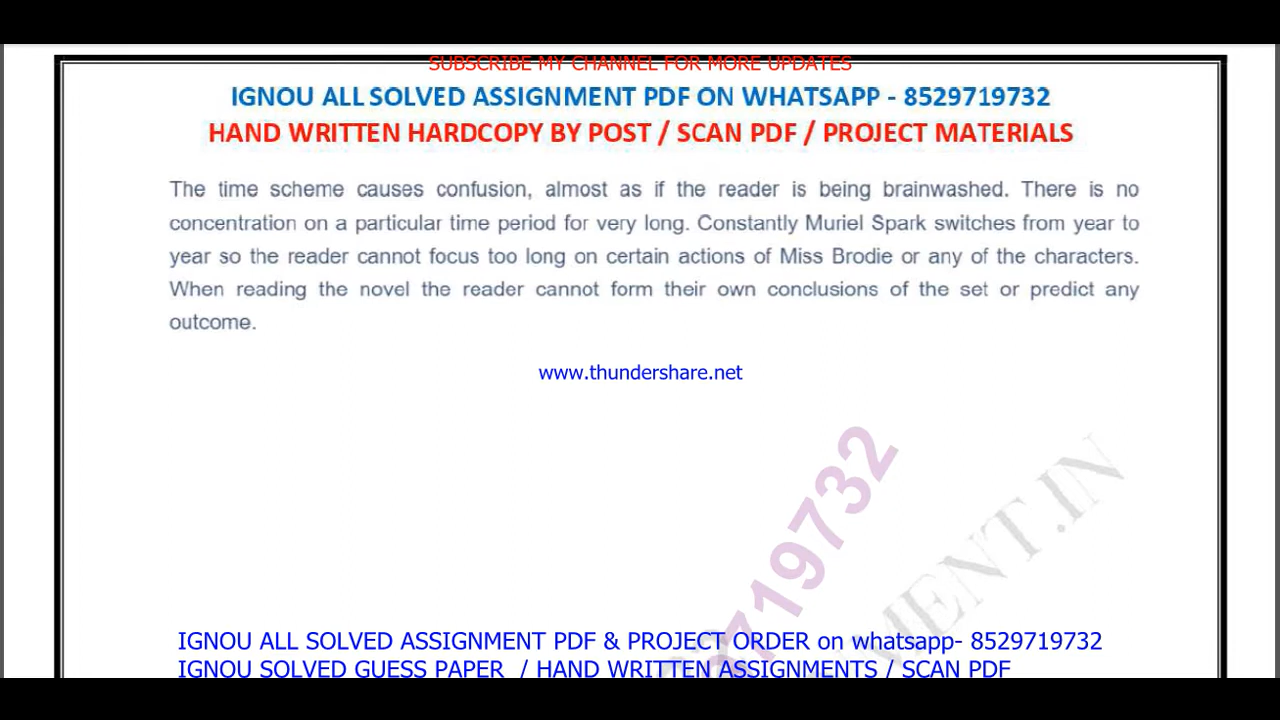 SUBSCRIBE MY CHANNEL FOR MORE UPDATES
IGNOU ALL SOLVED ASSIGNMENT PDF ON WHATSAPP - 8529719732
HAND WRITTEN HARDCOPY BY POST / SCAN PDF / PROJECT MATERIALS
The time scheme causes confusion, almost as if the reader is being brainwashed. There is no
concentration on a particular time period for very long. Constantly Muriel Spark switches from year to
year so the reader cannot focus too long on certain actions of Miss Brodie or any of the characters.
When reading the novel the reader cannot form their own conclusions of the set or predict any
outcome.
www.thundershare.net
719732
MENT.IN
IGNOU ALL SOLVED ASSIGNMENT PDF & PROJECT ORDER on whatsapp- 8529719732
IGNOU SOLVED GUESS PAPER / HAND WRITTEN ASSIGNMENTS / SCAN PDF